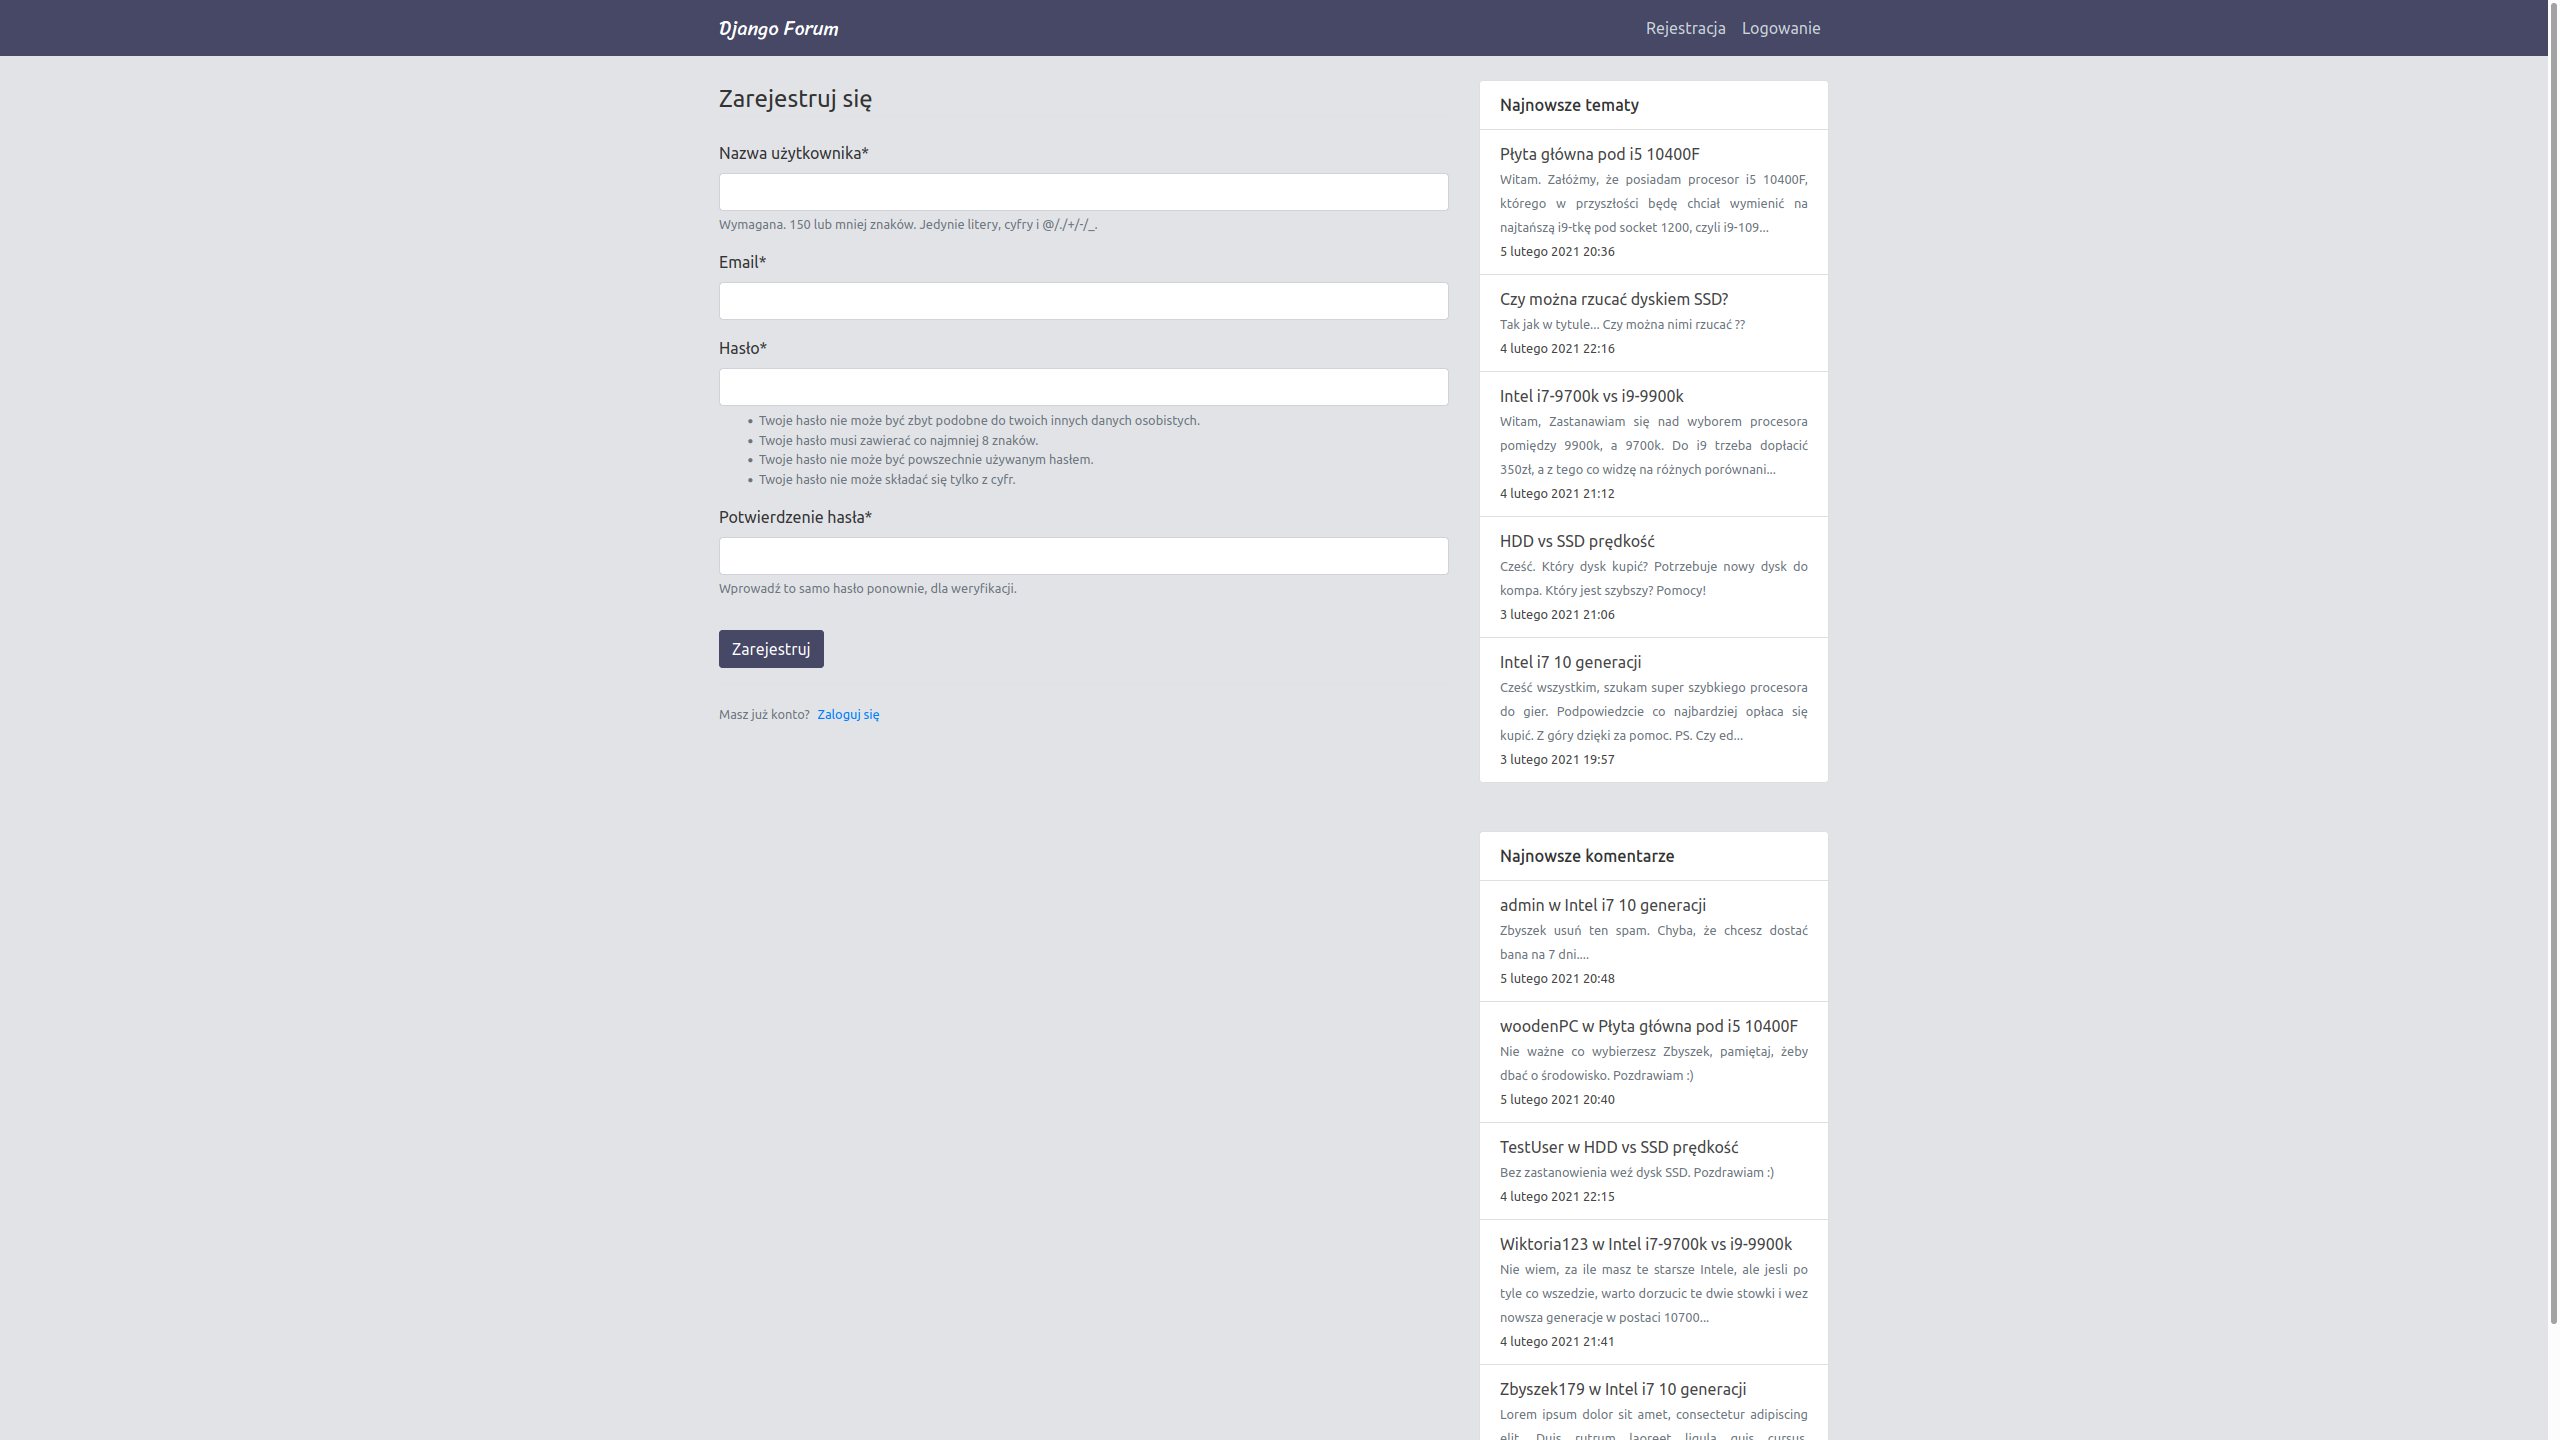 Django Forum
Rejestracja Logowanie
Zarejestruj się
Nazwa użytkownika*
Wymagana. 150 lub mniej znaków. Jedynie litery, cyfry i @/./+/-/_.
Email*
Hasło*
• Twoje hasło nie może być zbyt podobne do twoich innych danych osobistych.
• Twoje hasło musi zawierać co najmniej 8 znaków.
• Twoje hasło nie może być powszechnie używanym hasłem.
• Twoje hasło nie może składać się tylko z cyfr.
Potwierdzenie hasła*
Wprowadź to samo hasło ponownie, dla weryfikacji.
Zarejestruj
Masz już konto? Zaloguj się
Najnowsze tematy
Płyta główna pod i5 10400F
Witam. Załóżmy, że posiadam procesor i5 10400F,
którego w przyszłości będę chciał wymienić na
najtańszą i9-tkę pod socket 1200, czyli i9-109...
5 lutego 2021 20:36
Czy można rzucać dyskiem SSD?
Tak jak w tytule... Czy można nimi rzucać ??
4 lutego 2021 22:16
Intel i7-9700k vs i9-9900k
Witam, Zastanawiam się nad wyborem procesora
pomiędzy 9900k, a 9700k. Do i9 trzeba dopłacić
350zł, a z tego co widzę na różnych porównani...
4 lutego 2021 21:12
HDD vs SSD prędkość
Cześć. Który dysk kupić? Potrzebuje nowy dysk do
kompa. Który jest szybszy? Pomocy!
3 lutego 2021 21:06
Intel i7 10 generacji
Cześć wszystkim, szukam super szybkiego procesora
do gier. Podpowiedzcie co najbardziej opłaca się
kupić. Z góry dzięki za pomoc. PS. Czy ed...
3 lutego 2021 19:57
Najnowsze komentarze
admin w Intel i7 10 generacji
Zbyszek usuń ten spam. Chyba, że chcesz dostać
bana na 7 dni....
5 lutego 2021 20:48
woodenPC w Płyta główna pod i5 10400F
Nie ważne co wybierzesz Zbyszek, pamiętaj, żeby
dbać o środowisko. Pozdrawiam :)
5 lutego 2021 20:40
TestUser w HDD vs SSD prędkość
Bez zastanowienia weź dysk SSD. Pozdrawiam :)
4 lutego 2021 22:15
Wiktoria123 w Intel i7-9700k vs i9-9900k
Nie wiem, za ile masz te starsze Intele, ale jesli po
tyle co wszedzie, warto dorzucic te dwie stowki i wez
nowsza generacje w postaci 10700...
4 lutego 2021 21:41
Zbyszek179 w Intel i7 10 generacji
Lorem ipsum dolor sit amet, consectetur adipiscing
elit. Duis rutrum laoreet ligula quis cursus.